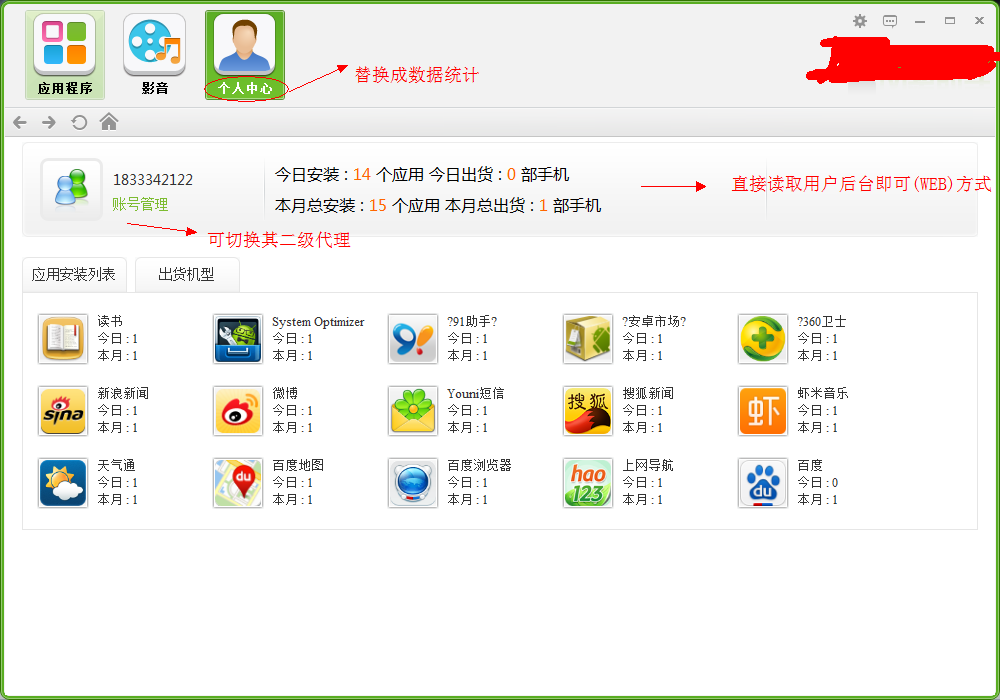 应用程序
影音
个人中心
替换成数据统计
1833342122
账号管理
今日安装 : 14 个应用 今日出货 : 0 部手机
本月总安装 : 15 个应用 本月总出货 : 1 部手机
直接读取用户后台即可(WEB)方式
可切换其二级代理
应用安装列表
出货机型
读书
今日 : 1
本月 : 1
System Optimizer
今日 : 1
本月 : 1
?91助手?
今日 : 1
本月 : 1
?安卓市场?
今日 : 1
本月 : 1
?360卫士
今日 : 1
本月 : 1
sina
新浪新闻
今日 : 1
本月 : 1
微博
今日 : 1
本月 : 1
Youni短信
今日 : 1
本月 : 1
搜狐
搜狐新闻
今日 : 1
本月 : 1
虾
虾米音乐
今日 : 1
本月 : 1
天气通
今日 : 1
本月 : 1
du
百度地图
今日 : 1
本月 : 1
百度浏览器
今日 : 1
本月 : 1
hao
123
上网导航
今日 : 1
本月 : 1
du
百度
今日 : 0
本月 : 1